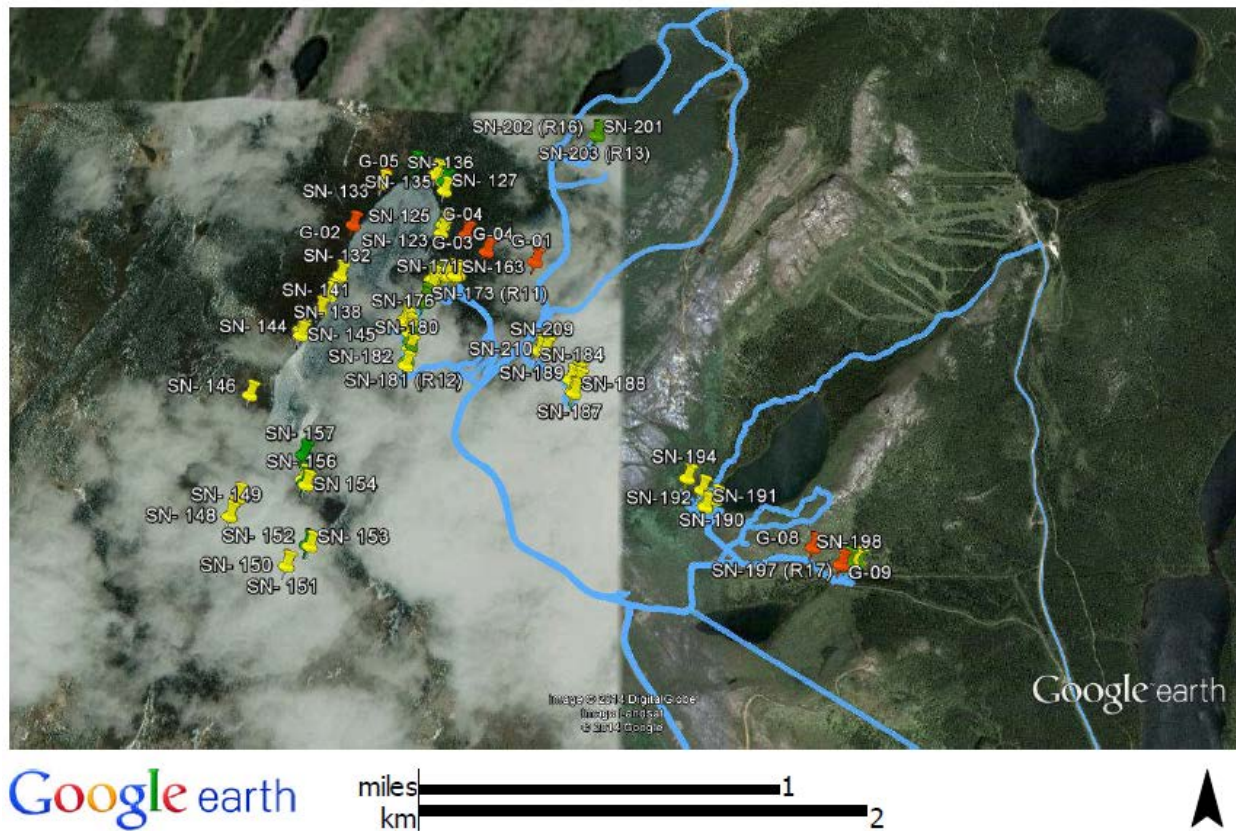 SN-202 (R16)
SN-201
SN-203 (R13)
G-05
SN- 136
SN- 135
SN- 127
SN- 133
SN- 125
G-04
G-02
SN- 123
G-04
G-03
G-01
SN- 132
SN-171
SN-163
SN- 141
SN-173 (R11)
SN-176
SN- 138
SN- 144
SN- 145
SN-180
SN-209
SN-210
SN-184
SN-182
SN-189
SN-188
SN- 146
SN-181 (R12)
SN-187
SN- 157
SN- 156
SN-194
SN 154
SN- 149
SN-192
SN-191
SN- 148
SN-190
SN- 152
SN- 153
G-08
SN-198
SN- 150
SN-197 (R17)
G-09
SN- 151
Image © 2014 DigitalGlobe
Image Landsat
© 2014 Google
Google earth
Google earth
miles
1
km
2